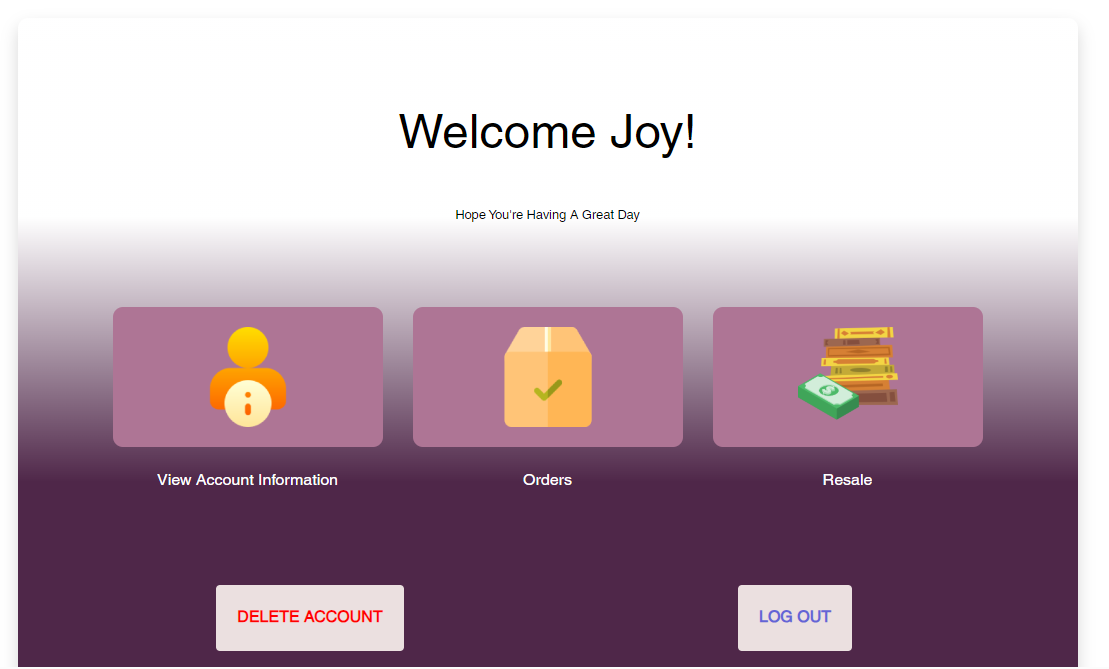 Welcome Joy!
Hope You're Having A Great Day
View Account Information
Orders
Resale
DELETE ACCOUNT
LOG OUT